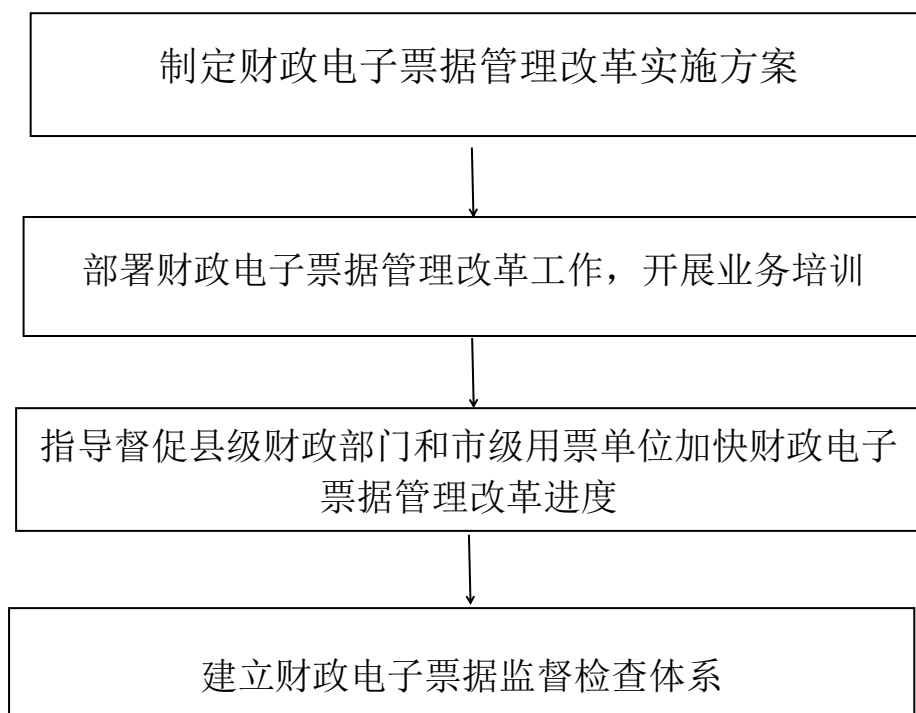 制定财政电子票据管理改革实施方案
部署财政电子票据管理改革工作，开展业务培训
指导督促县级财政部门和市级用票单位加快财政电子
票据管理改革进度
建立财政电子票据监督检查体系